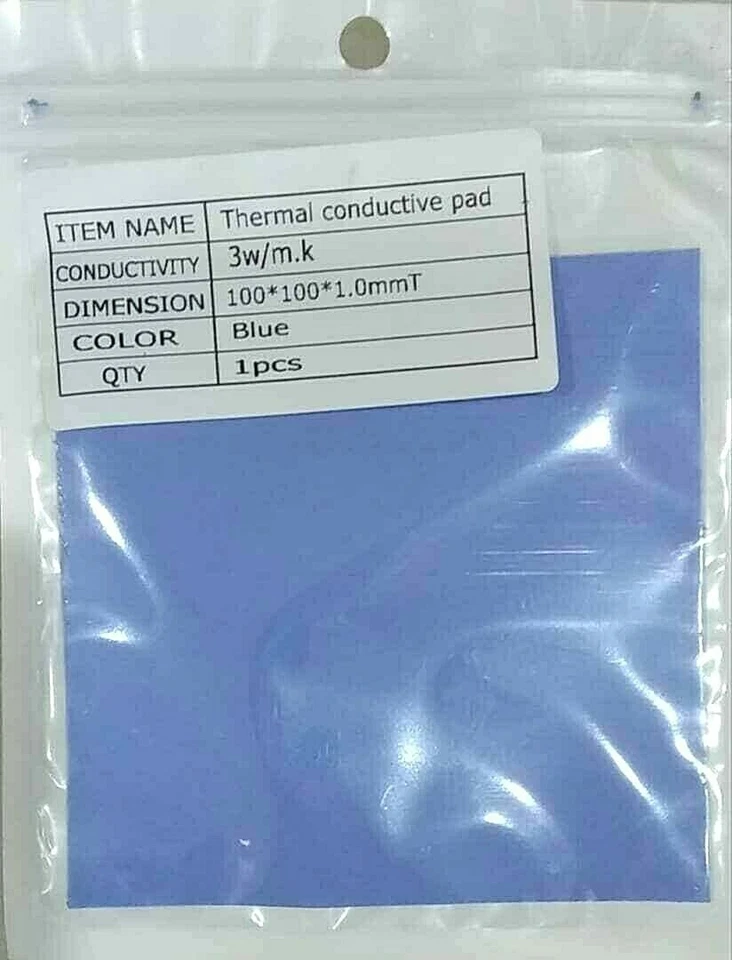 ITEM NAME Thermal conductive pad
CONDUCTIVITY 3w/m.k
DIMENSION 100*100*1.0mmT
COLOR Blue
QTY 1pcs